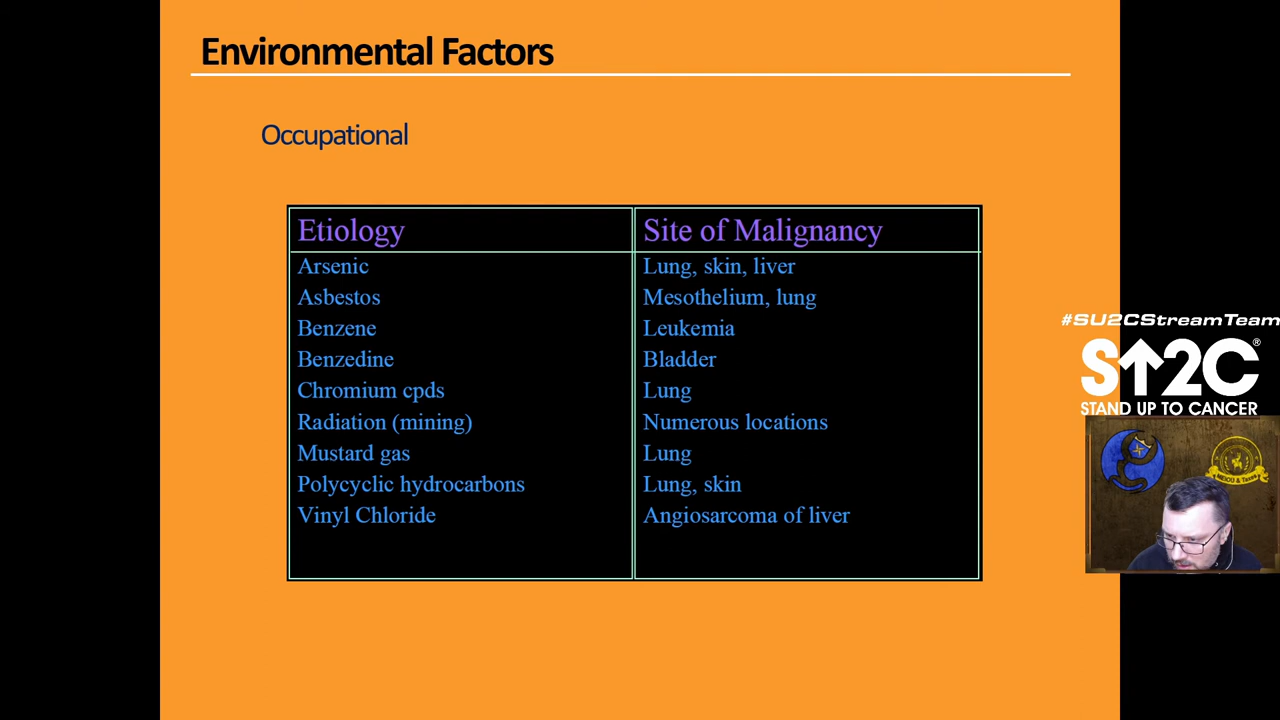 Environmental Factors
Occupational
Etiology Site of Malignancy
Arsenic Lung, skin, liver
Asbestos Mesothelium, lung
Benzene Leukemia
Benzedine Bladder
Chromium cpds Lung
Radiation (mining) Numerous locations
Mustard gas Lung
Polycyclic hydrocarbons Lung, skin
Vinyl Chloride Angiosarcoma of liver
#SU2CStreamTeam
S↑2C®
STAND UP TO CANCER